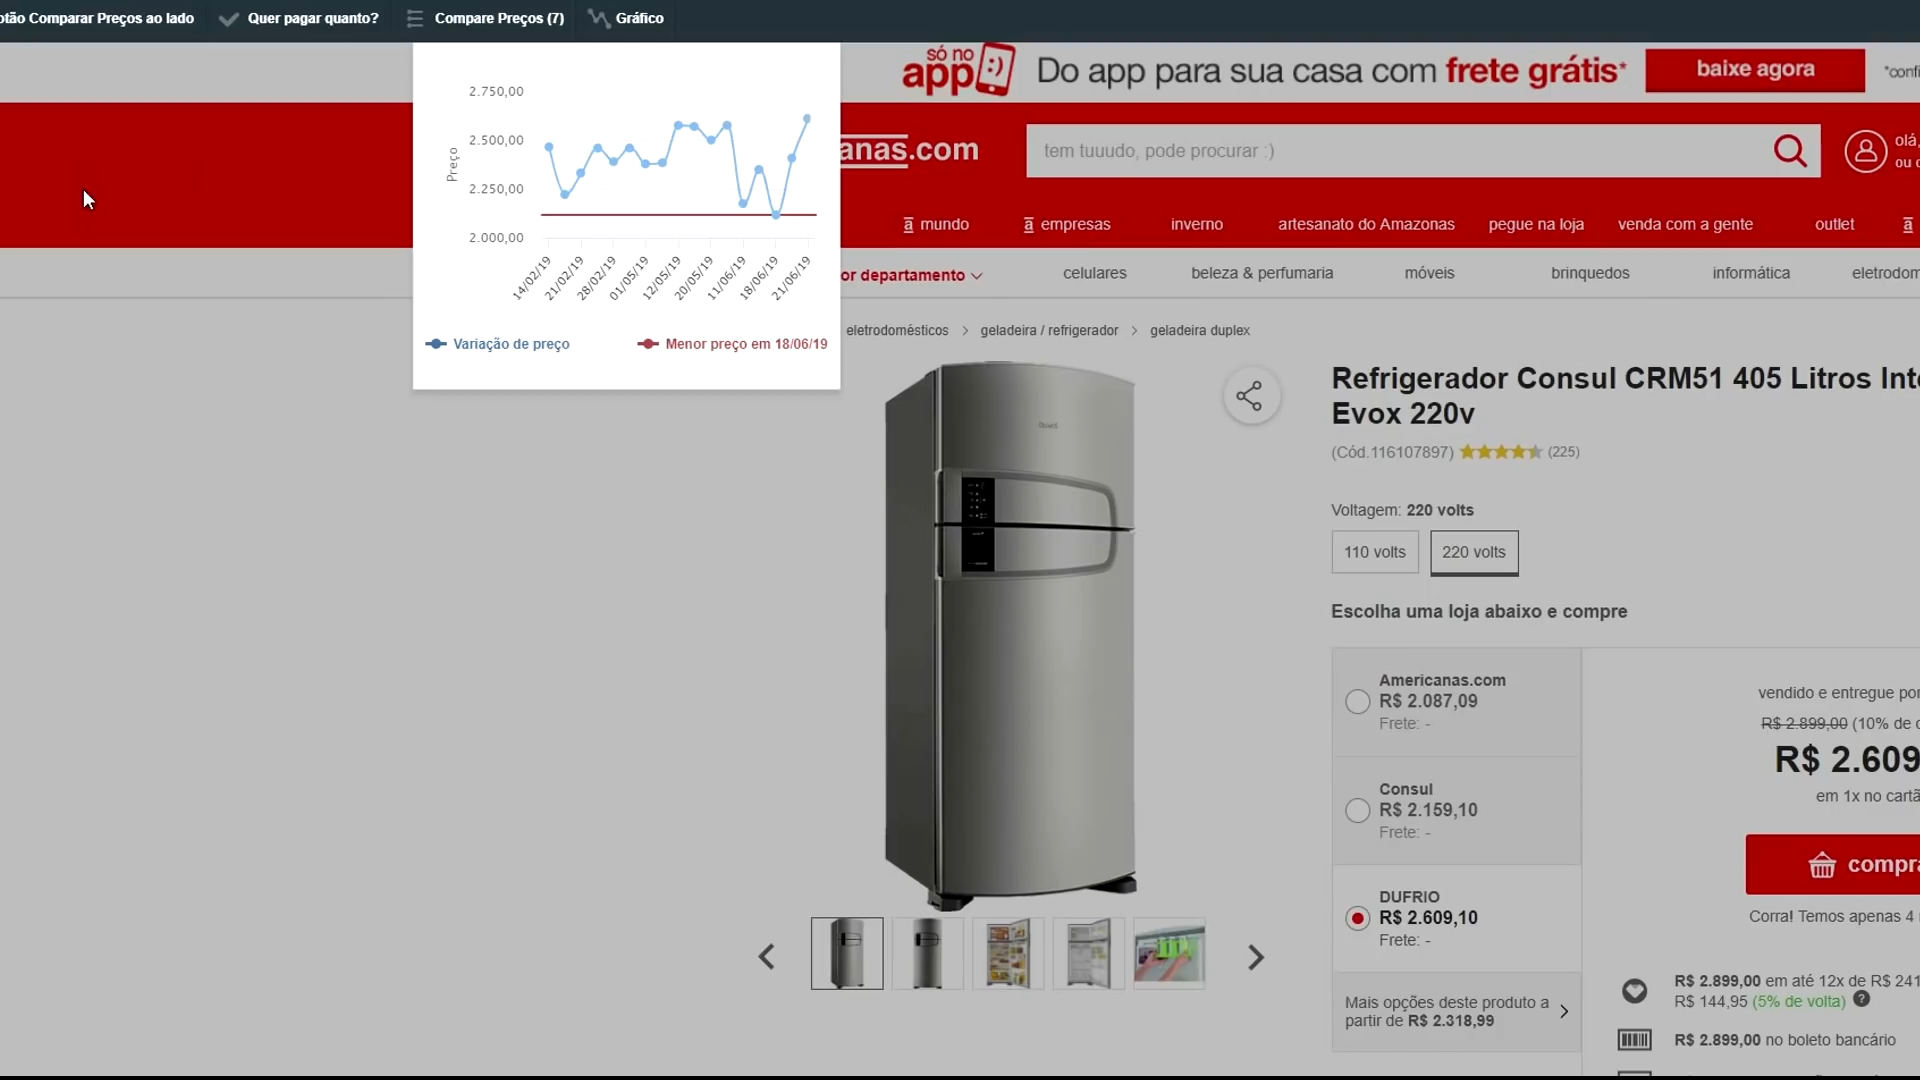 otão Comparar Preços ao lado
Quer pagar quanto?
Compare Preços (7)
Gráfico
só no
app
Do app para sua casa com frete grátis*
baixe agora
*confi
2.750,00
2.500,00
2.250,00
2.000,00
Preço
14/02/19
21/02/19
28/02/19
01/05/19
12/05/19
20/05/19
11/06/19
18/06/19
21/06/19
Variação de preço
Menor preço em 18/06/19
anas.com
tem tuuudo, pode procurar :)
olá,
ou c
a mundo
a empresas
inverno
artesanato do Amazonas
pegue na loja
venda com a gente
outlet
a
or departamento
celulares
beleza & perfumaria
móveis
brinquedos
informática
eletrodom
eletrodomésticos > geladeira / refrigerador > geladeira duplex
Refrigerador Consul CRM51 405 Litros Inte
Evox 220v
(Cód.116107897)
(225)
Voltagem: 220 volts
110 volts
220 volts
Escolha uma loja abaixo e compre
Americanas.com
R$ 2.087,09
Frete: -
Consul
R$ 2.159,10
Frete: -
DUFRIO
R$ 2.609,10
Frete: -
Mais opções deste produto a
partir de R$ 2.318,99
vendido e entregue por
R$ 2.899,00 (10% de d
R$ 2.609
em 1x no cartã
compra
Corra! Temos apenas 4
R$ 2.899,00 em até 12x de R$ 241
R$ 144,95 (5% de volta) ?
R$ 2.899,00 no boleto bancário